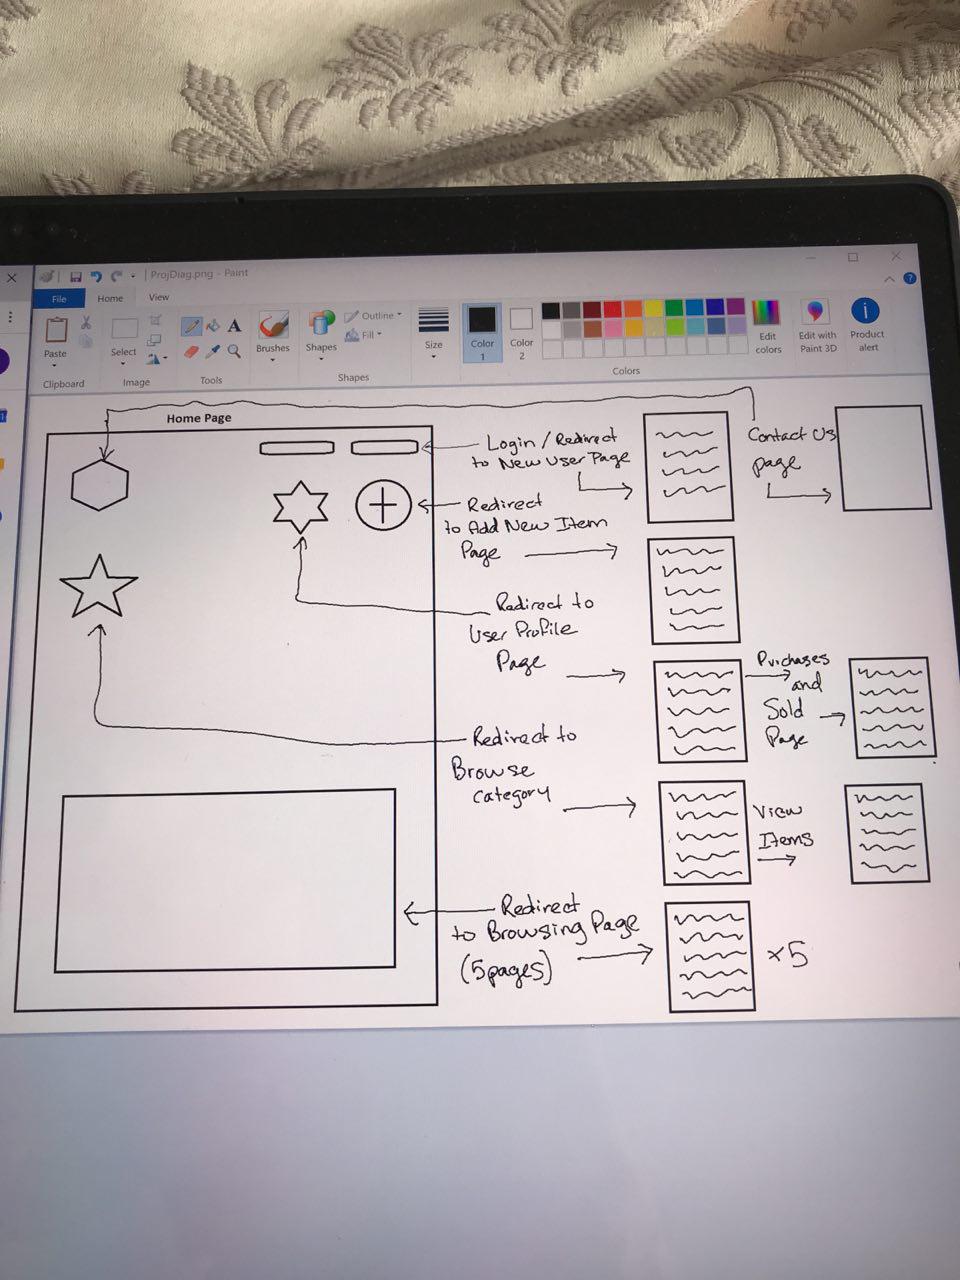 ProjDiag.png - Paint
File
Home
View
Paste
Clipboard
Select
Image
A
Tools
Brushes
Shapes
Outline
Fill
Shapes
Size
Color
1
Color
2
Edit
colors
Colors
Edit with
Paint 3D
Product
alert
Home Page
Login / Redirect
to New User Page
Contact Us
page
Redirect
to Add New Item
Page
Redirect to
User Profile
Page
Purchases
and
Sold
Page
Redirect to
Browse
category
View
Items
Redirect
to Browsing Page
(5 pages)
x5